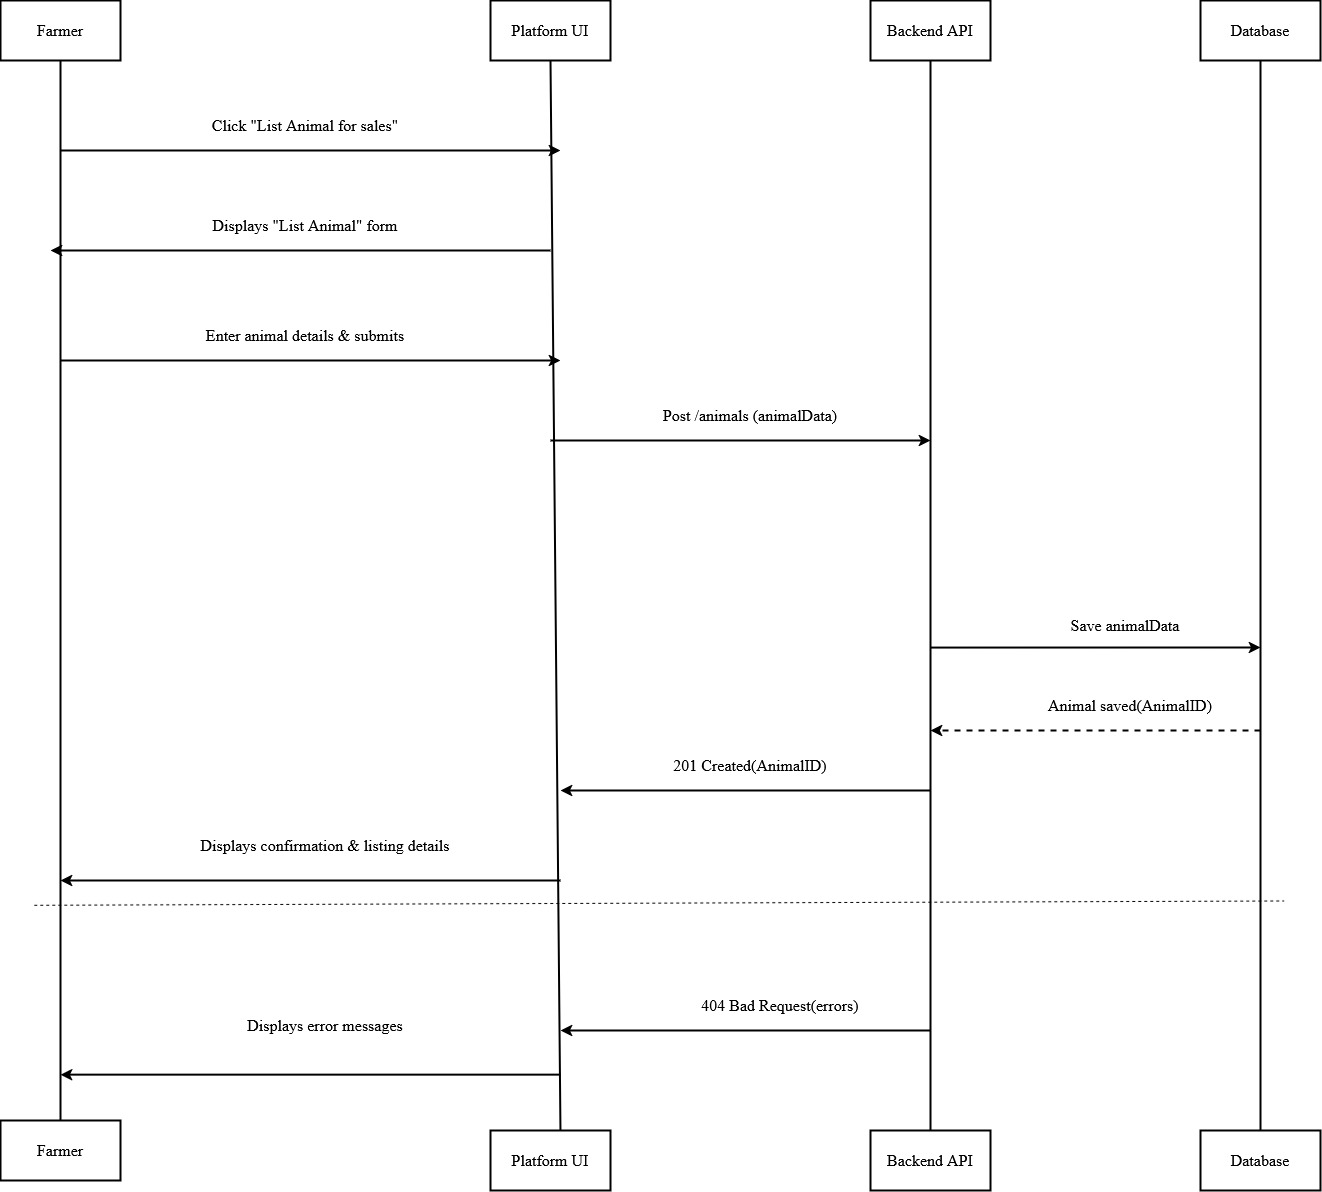 Farmer
Platform UI
Backend API
Database
Click "List Animal for sales"
Displays "List Animal" form
Enter animal details & submits
Post /animals (animalData)
Save animalData
Animal saved(AnimalID)
201 Created(AnimalID)
Displays confirmation & listing details
404 Bad Request(errors)
Displays error messages
Farmer
Platform UI
Backend API
Database